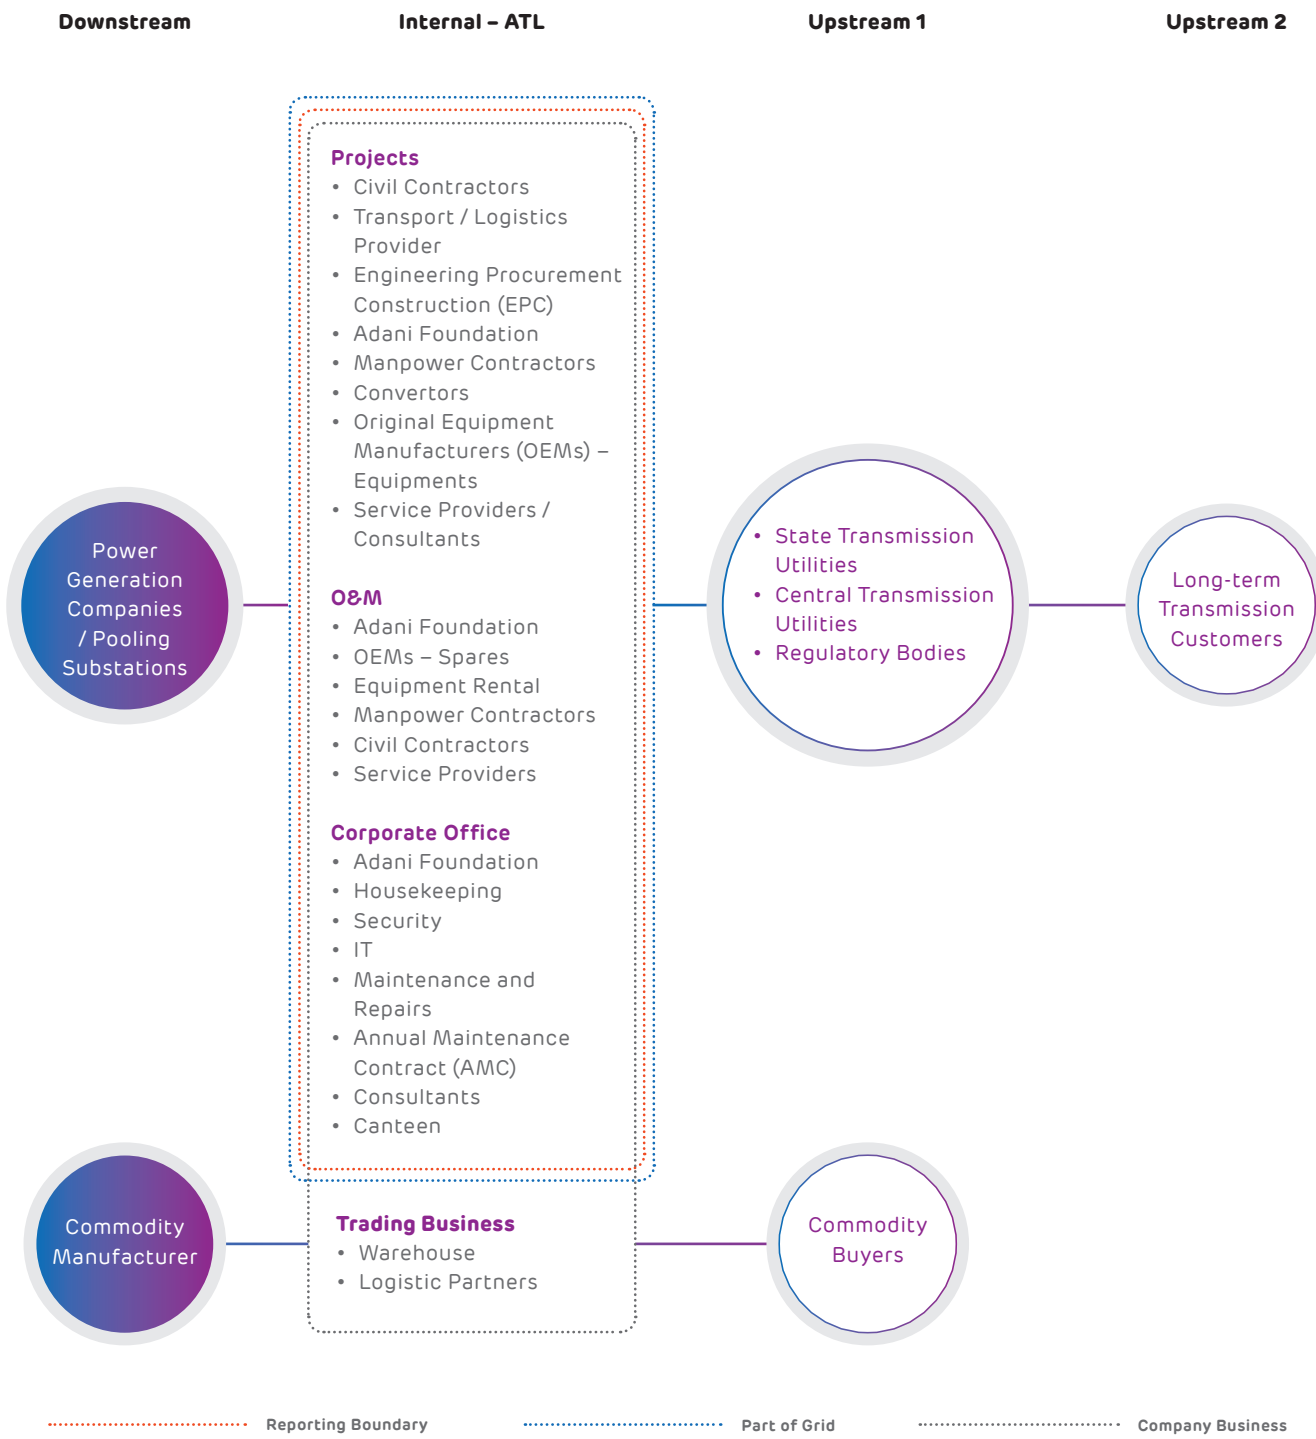 Downstream
Internal – ATL
Upstream 1
Upstream 2
Power
Generation
Companies
/ Pooling
Substations
Projects
• Civil Contractors
• Transport / Logistics
Provider
• Engineering Procurement
Construction (EPC)
• Adani Foundation
• Manpower Contractors
• Convertors
• Original Equipment
Manufacturers (OEMs) –
Equipments
• Service Providers /
Consultants
O&M
• Adani Foundation
• OEMs – Spares
• Equipment Rental
• Manpower Contractors
• Civil Contractors
• Service Providers
Corporate Office
• Adani Foundation
• Housekeeping
• Security
• IT
• Maintenance and
Repairs
• Annual Maintenance
Contract (AMC)
• Consultants
• Canteen
• State Transmission
Utilities
• Central Transmission
Utilities
• Regulatory Bodies
Long-term
Transmission
Customers
Commodity
Manufacturer
Trading Business
• Warehouse
• Logistic Partners
Commodity
Buyers
Reporting Boundary
Part of Grid
Company Business